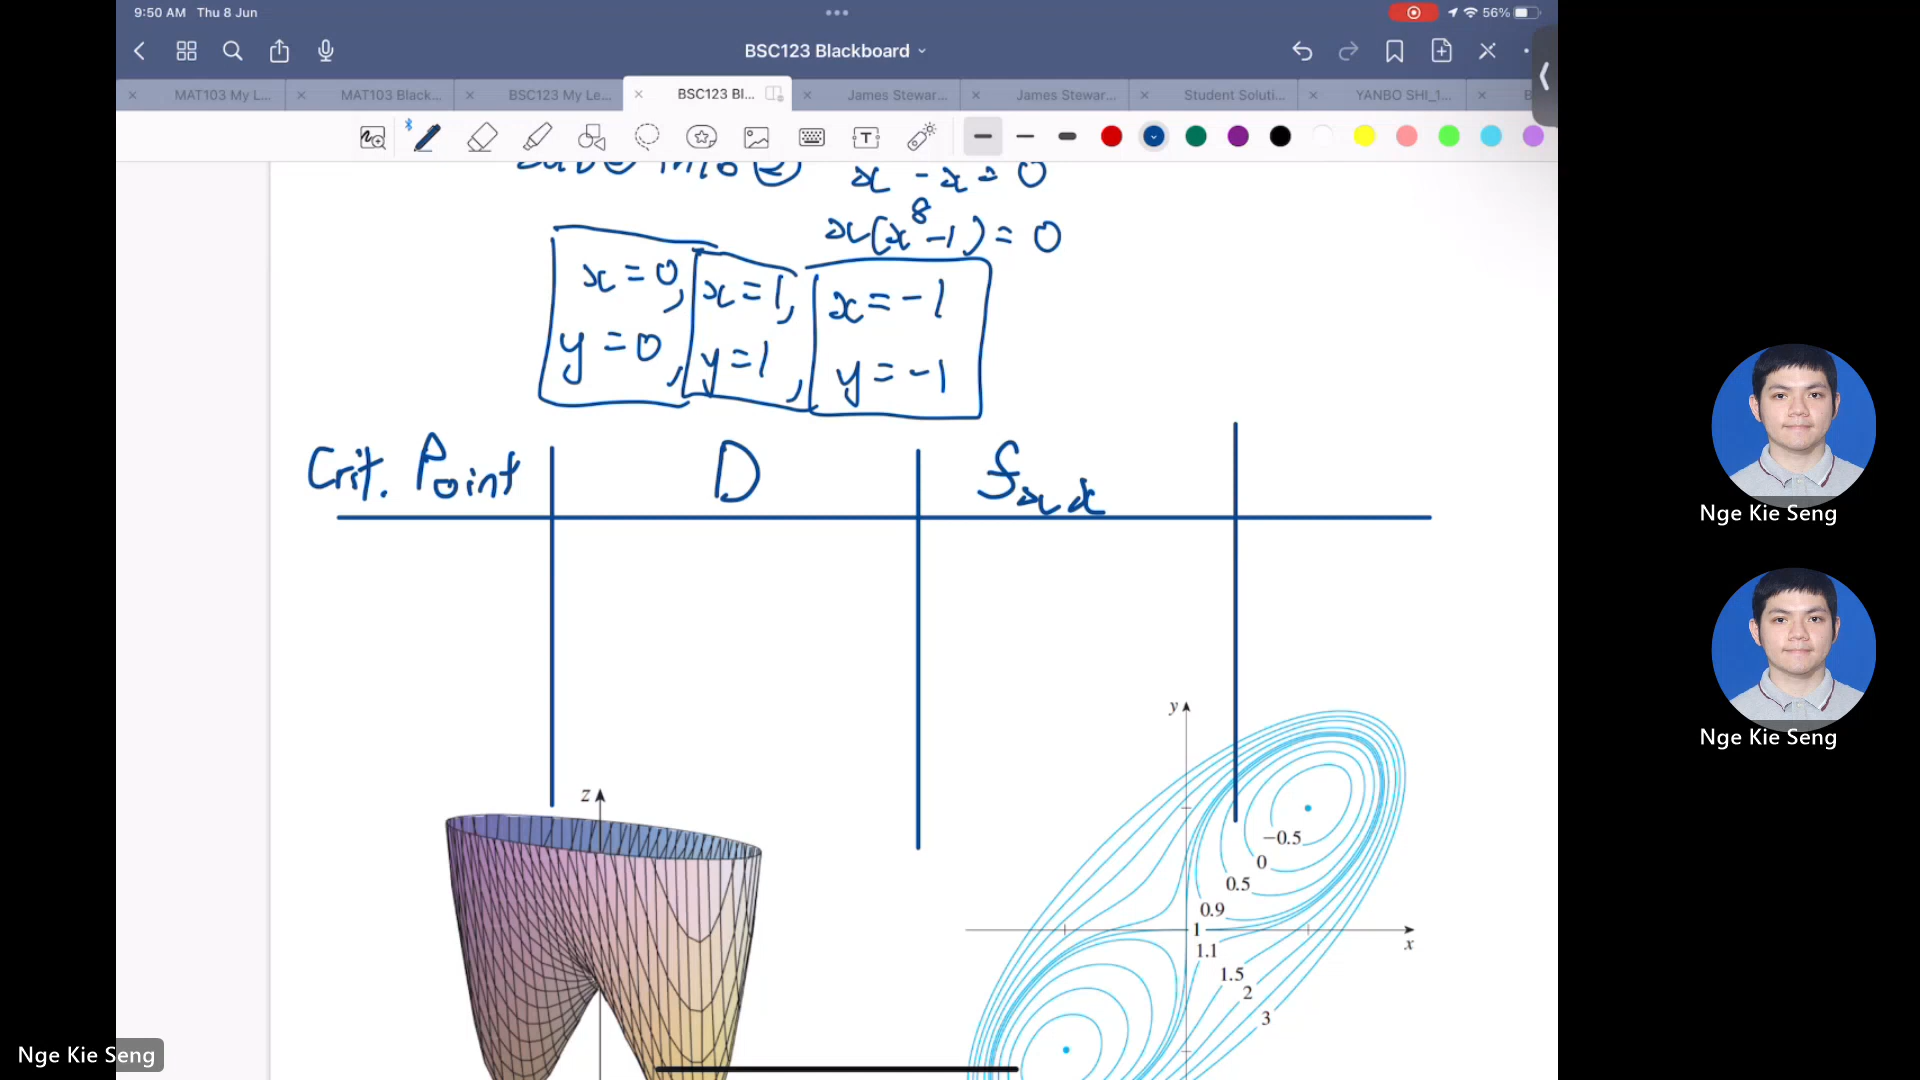 9:50 AM Thu 8 Jun
56%
BSC123 Blackboard
MAT103 My L...
MAT103 Black...
BSC123 My Le...
BSC123 Bl...
James Stewar...
James Stewar...
Student Soluti...
YANBO SHI_1...
x - x = 0
x(x⁸-1) = 0
x = 0, x = 1, x = -1
y = 0, y = 1, y = -1
Crit. Point D fxx
z
y
-0.5
0
0.5
0.9
1
x
1.1
1.5
2
3
Nge Kie Seng
Nge Kie Seng
Nge Kie Seng